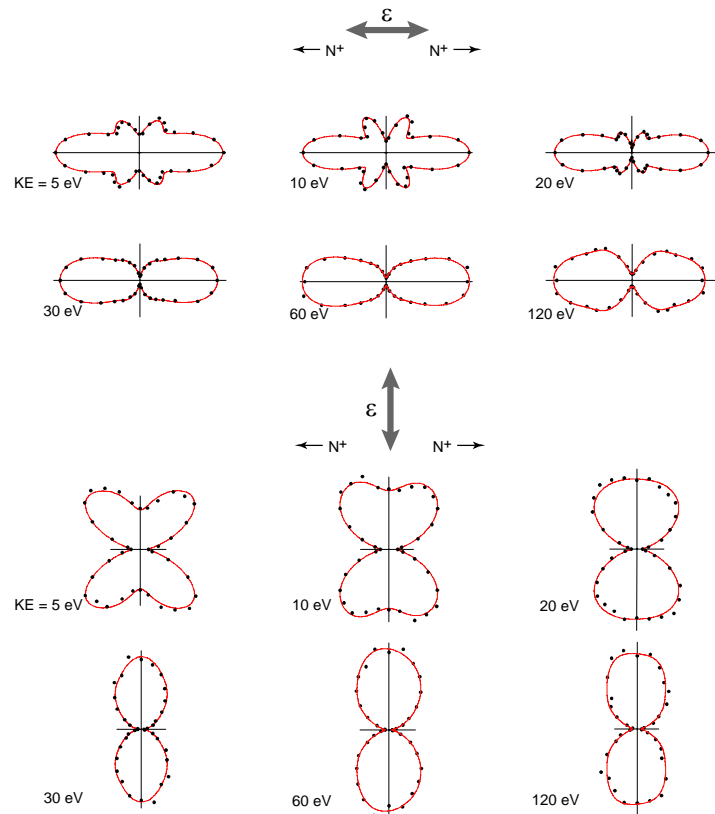 ε
N+ N+
KE = 5 eV 10 eV 20 eV
30 eV 60 eV 120 eV
ε
N+ N+
KE = 5 eV 10 eV 20 eV
30 eV 60 eV 120 eV